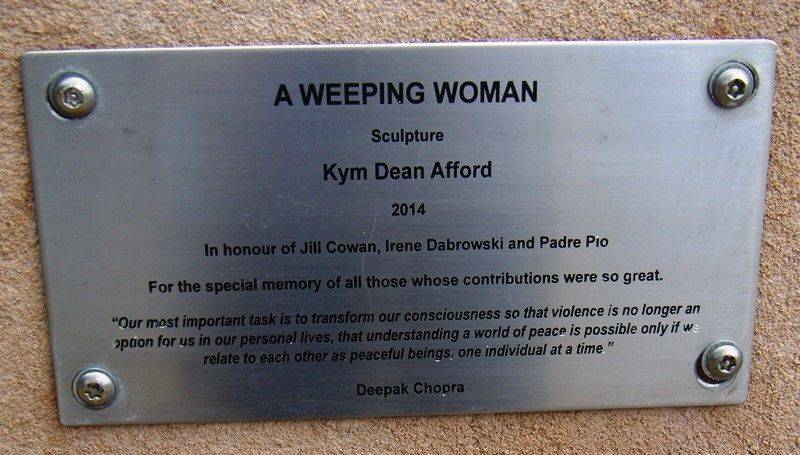 A WEEPING WOMAN
Sculpture
Kym Dean Afford
2014
In honour of Jill Cowan, Irene Dabrowski and Padre Pio
For the special memory of all those whose contributions were so great.
“Our most important task is to transform our consciousness so that violence is no longer an
option for us in our personal lives, that understanding a world of peace is possible only if we
relate to each other as peaceful beings, one individual at a time.”
Deepak Chopra